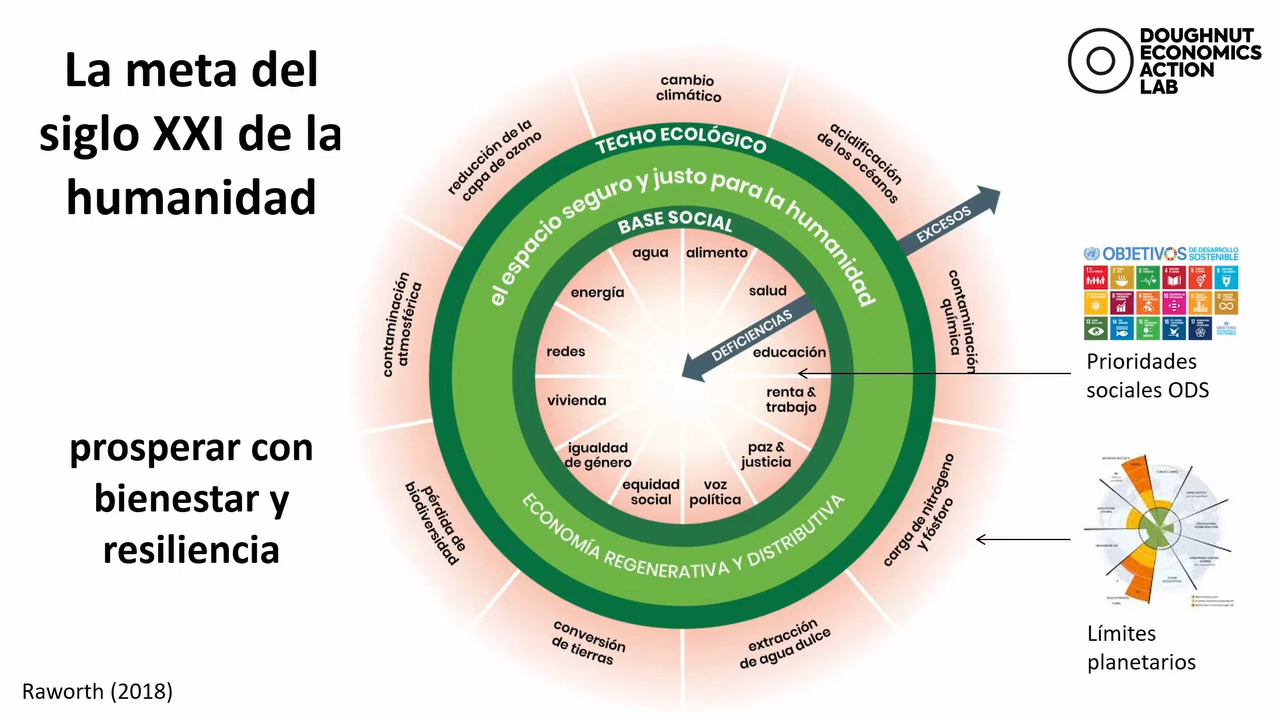 La meta del
siglo XXI de la
humanidad
prosperar con
bienestar y
resiliencia
Raworth (2018)
cambio
climático
acidificación
de los océanos
contaminación
química
carga de nitrógeno
y fósforo
extracción
de agua dulce
conversión
de tierras
pérdida de
biodiversidad
contaminación
atmosférica
reducción de la
capa de ozono
TECHO ECOLÓGICO
el espacio seguro y justo para la humanidad
BASE SOCIAL
agua
alimento
salud
educación
renta &
trabajo
paz &
justicia
voz
política
equidad
social
igualdad
de género
vivienda
redes
energía
DEFICIENCIAS
EXCESOS
ECONOMÍA REGENERATIVA Y DISTRIBUTIVA
DOUGHNUT
ECONOMICS
ACTION
LAB
OBJETIVOS DE DESARROLLO
SOSTENIBLE
Prioridades
sociales ODS
Límites
planetarios